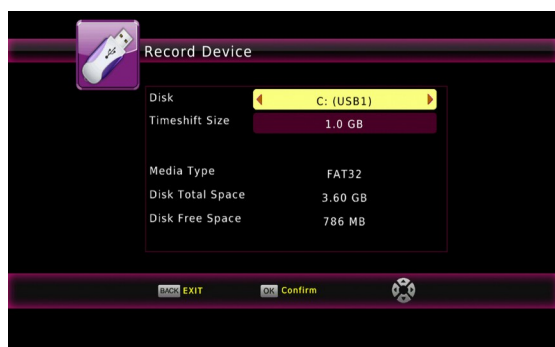 Record Device
Disk C: (USB1)
Timeshift Size 1.0 GB
Media Type FAT32
Disk Total Space 3.60 GB
Disk Free Space 786 MB
BACK EXIT OK Confirm